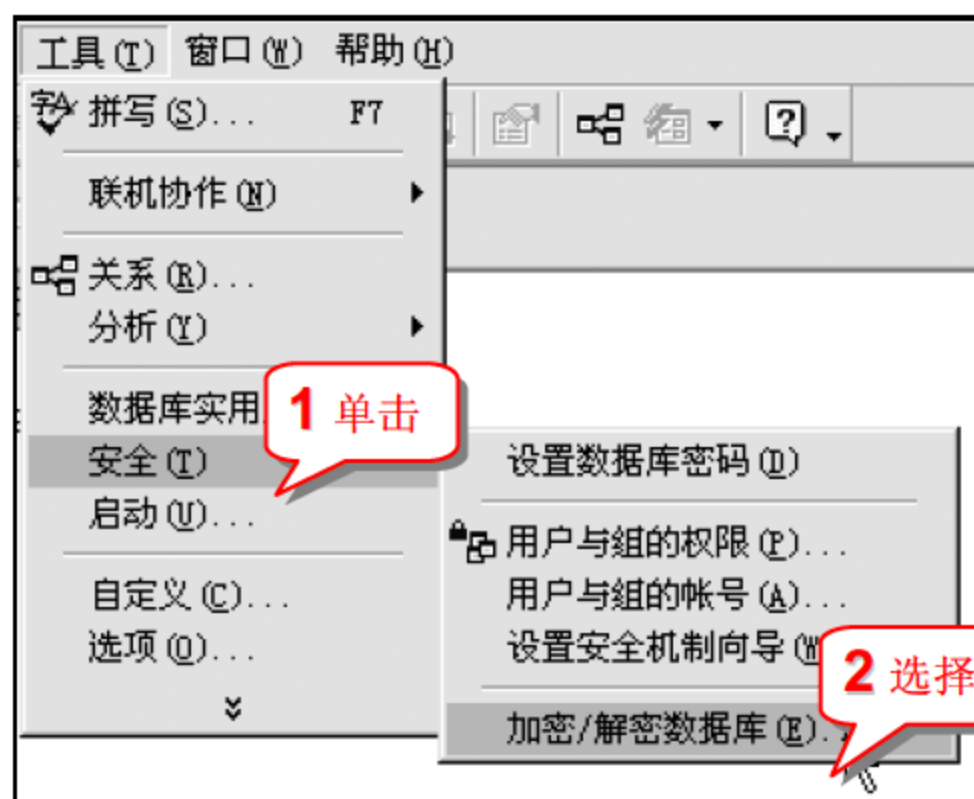 工具(T) 窗口(W) 帮助(H)
拼写(S)... F7
联机协作(N)
关系(R)...
分析(Y)
数据库实用
1 单击
安全(T)
启动(U)...
自定义(C)...
选项(O)...
设置数据库密码(D)
用户与组的权限(P)...
用户与组的帐号(A)...
设置安全机制向导(W
2 选择
加密/解密数据库(E)..